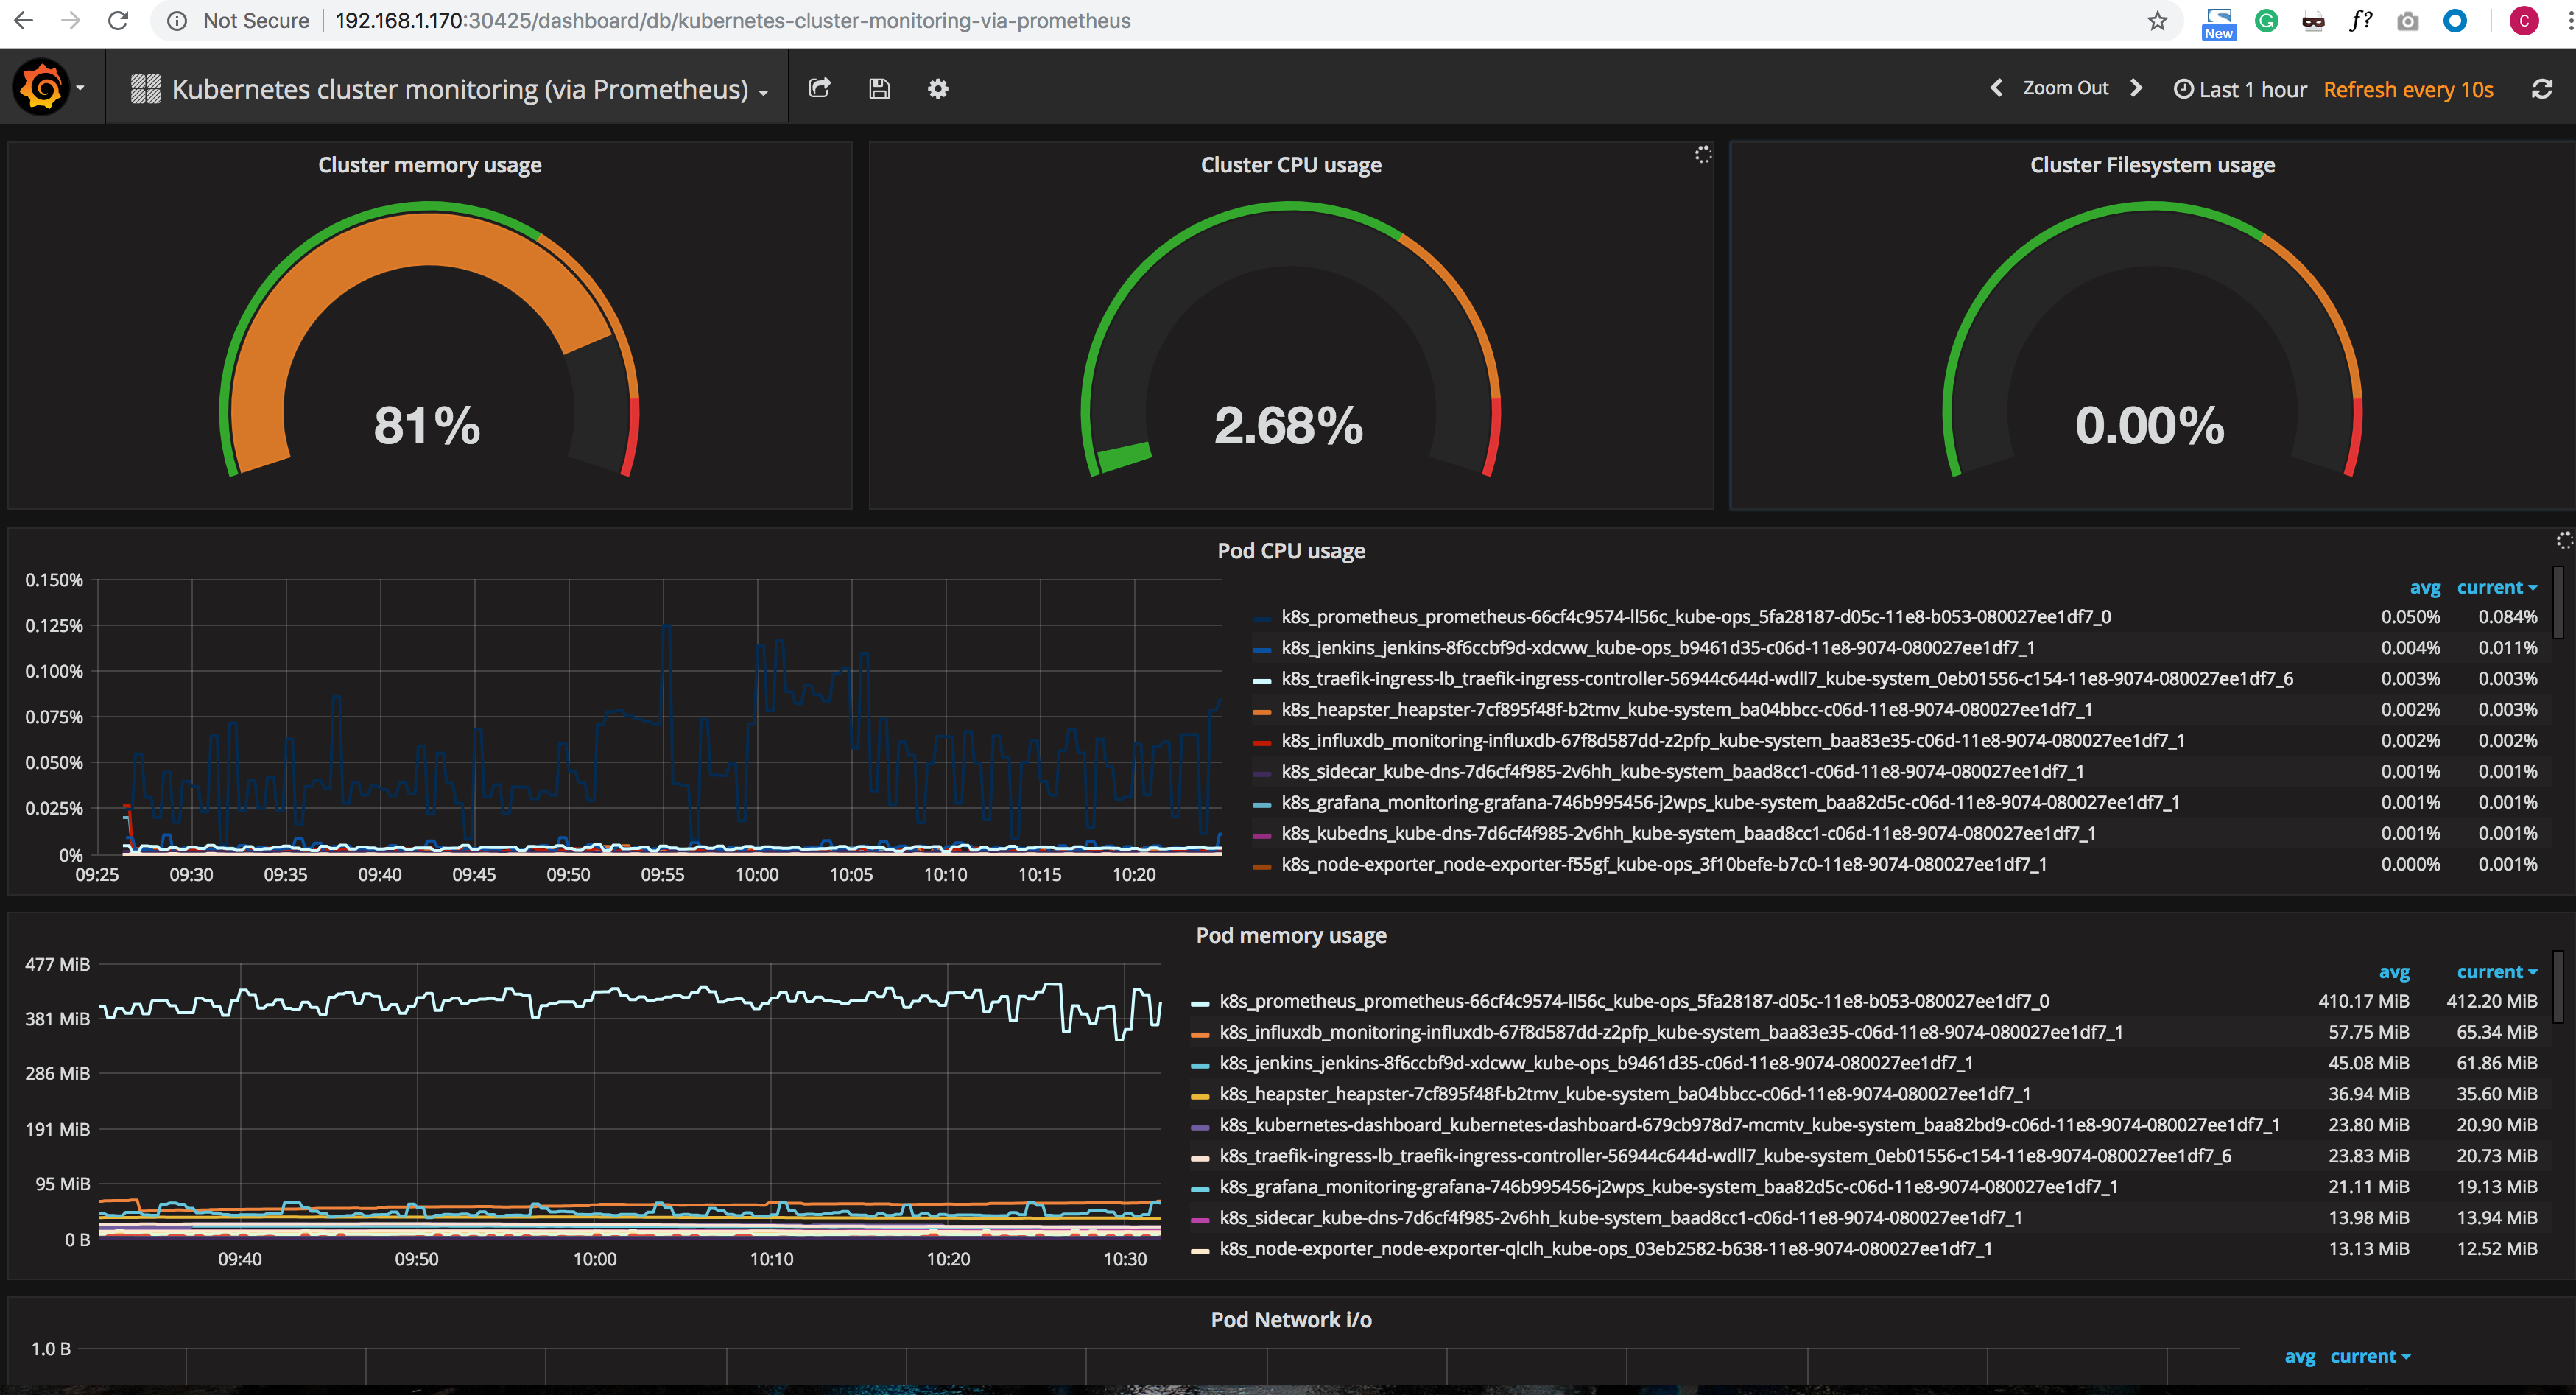 Not Secure | 192.168.1.170:30425/dashboard/db/kubernetes-cluster-monitoring-via-prometheus
New
f?
C
Kubernetes cluster monitoring (via Prometheus)
Zoom Out
Last 1 hour Refresh every 10s
Cluster memory usage
81%
Cluster CPU usage
2.68%
Cluster Filesystem usage
0.00%
Pod CPU usage
0.150%
0.125%
0.100%
0.075%
0.050%
0.025%
0%
09:25 09:30 09:35 09:40 09:45 09:50 09:55 10:00 10:05 10:10 10:15 10:20
avg current
k8s_prometheus_prometheus-66cf4c9574-ll56c_kube-ops_5fa28187-d05c-11e8-b053-080027ee1df7_0 0.050% 0.084%
k8s_jenkins_jenkins-8f6ccbf9d-xdcww_kube-ops_b9461d35-c06d-11e8-9074-080027ee1df7_1 0.004% 0.011%
k8s_traefik-ingress-lb_traefik-ingress-controller-56944c644d-wdll7_kube-system_0eb01556-c154-11e8-9074-080027ee1df7_6 0.003% 0.003%
k8s_heapster_heapster-7cf895f48f-b2tmv_kube-system_ba04bbcc-c06d-11e8-9074-080027ee1df7_1 0.002% 0.003%
k8s_influxdb_monitoring-influxdb-67f8d587dd-z2pfp_kube-system_baa83e35-c06d-11e8-9074-080027ee1df7_1 0.002% 0.002%
k8s_sidecar_kube-dns-7d6cf4f985-2v6hh_kube-system_baad8cc1-c06d-11e8-9074-080027ee1df7_1 0.001% 0.001%
k8s_grafana_monitoring-grafana-746b995456-j2wps_kube-system_baa82d5c-c06d-11e8-9074-080027ee1df7_1 0.001% 0.001%
k8s_kubedns_kube-dns-7d6cf4f985-2v6hh_kube-system_baad8cc1-c06d-11e8-9074-080027ee1df7_1 0.001% 0.001%
k8s_node-exporter_node-exporter-f55gf_kube-ops_3f10befe-b7c0-11e8-9074-080027ee1df7_1 0.000% 0.001%
Pod memory usage
477 MiB
381 MiB
286 MiB
191 MiB
95 MiB
0 B
09:40 09:50 10:00 10:10 10:20 10:30
avg current
k8s_prometheus_prometheus-66cf4c9574-ll56c_kube-ops_5fa28187-d05c-11e8-b053-080027ee1df7_0 410.17 MiB 412.20 MiB
k8s_influxdb_monitoring-influxdb-67f8d587dd-z2pfp_kube-system_baa83e35-c06d-11e8-9074-080027ee1df7_1 57.75 MiB 65.34 MiB
k8s_jenkins_jenkins-8f6ccbf9d-xdcww_kube-ops_b9461d35-c06d-11e8-9074-080027ee1df7_1 45.08 MiB 61.86 MiB
k8s_heapster_heapster-7cf895f48f-b2tmv_kube-system_ba04bbcc-c06d-11e8-9074-080027ee1df7_1 36.94 MiB 35.60 MiB
k8s_kubernetes-dashboard_kubernetes-dashboard-679cb978d7-mcmtv_kube-system_baa82bd9-c06d-11e8-9074-080027ee1df7_1 23.80 MiB 20.90 MiB
k8s_traefik-ingress-lb_traefik-ingress-controller-56944c644d-wdll7_kube-system_0eb01556-c154-11e8-9074-080027ee1df7_6 23.83 MiB 20.73 MiB
k8s_grafana_monitoring-grafana-746b995456-j2wps_kube-system_baa82d5c-c06d-11e8-9074-080027ee1df7_1 21.11 MiB 19.13 MiB
k8s_sidecar_kube-dns-7d6cf4f985-2v6hh_kube-system_baad8cc1-c06d-11e8-9074-080027ee1df7_1 13.98 MiB 13.94 MiB
k8s_node-exporter_node-exporter-qlclh_kube-ops_03eb2582-b638-11e8-9074-080027ee1df7_1 13.13 MiB 12.52 MiB
Pod Network i/o
1.0 B
avg current